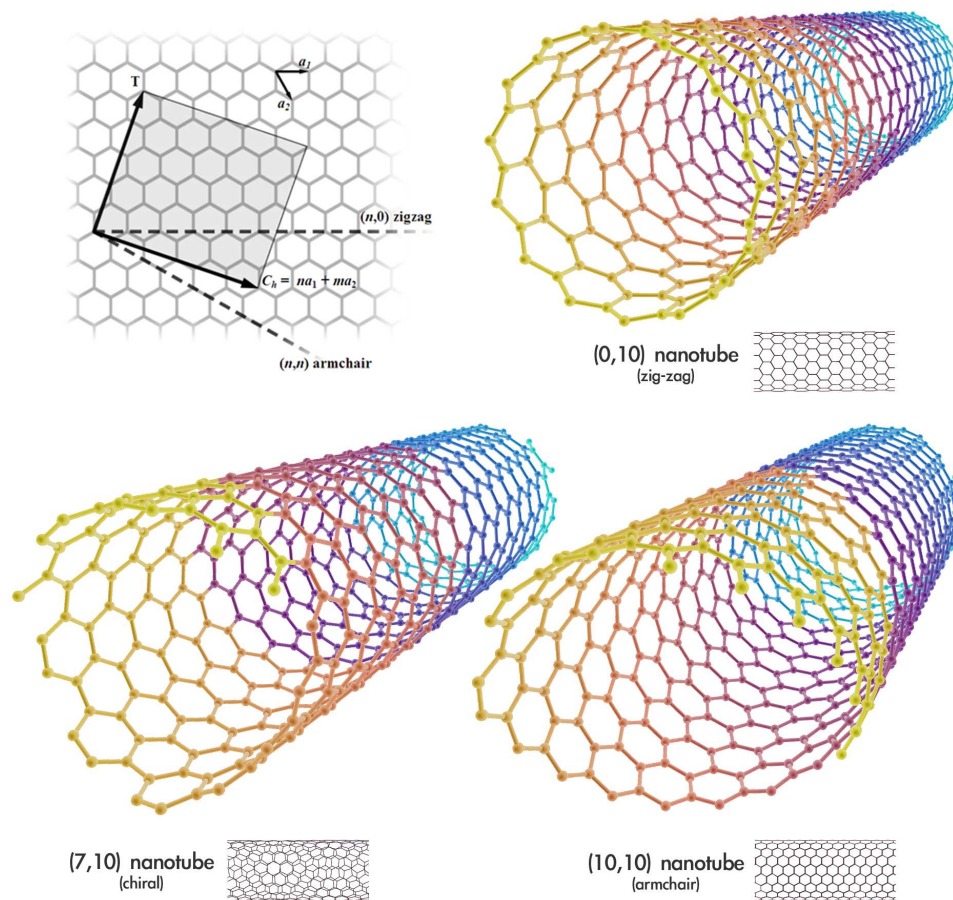 a₁
T
a₂
(n,0) zigzag
Cₕ = na₁ + ma₂
(n,n) armchair
(0,10) nanotube
(zig-zag)
(7,10) nanotube
(chiral)
(10,10) nanotube
(armchair)